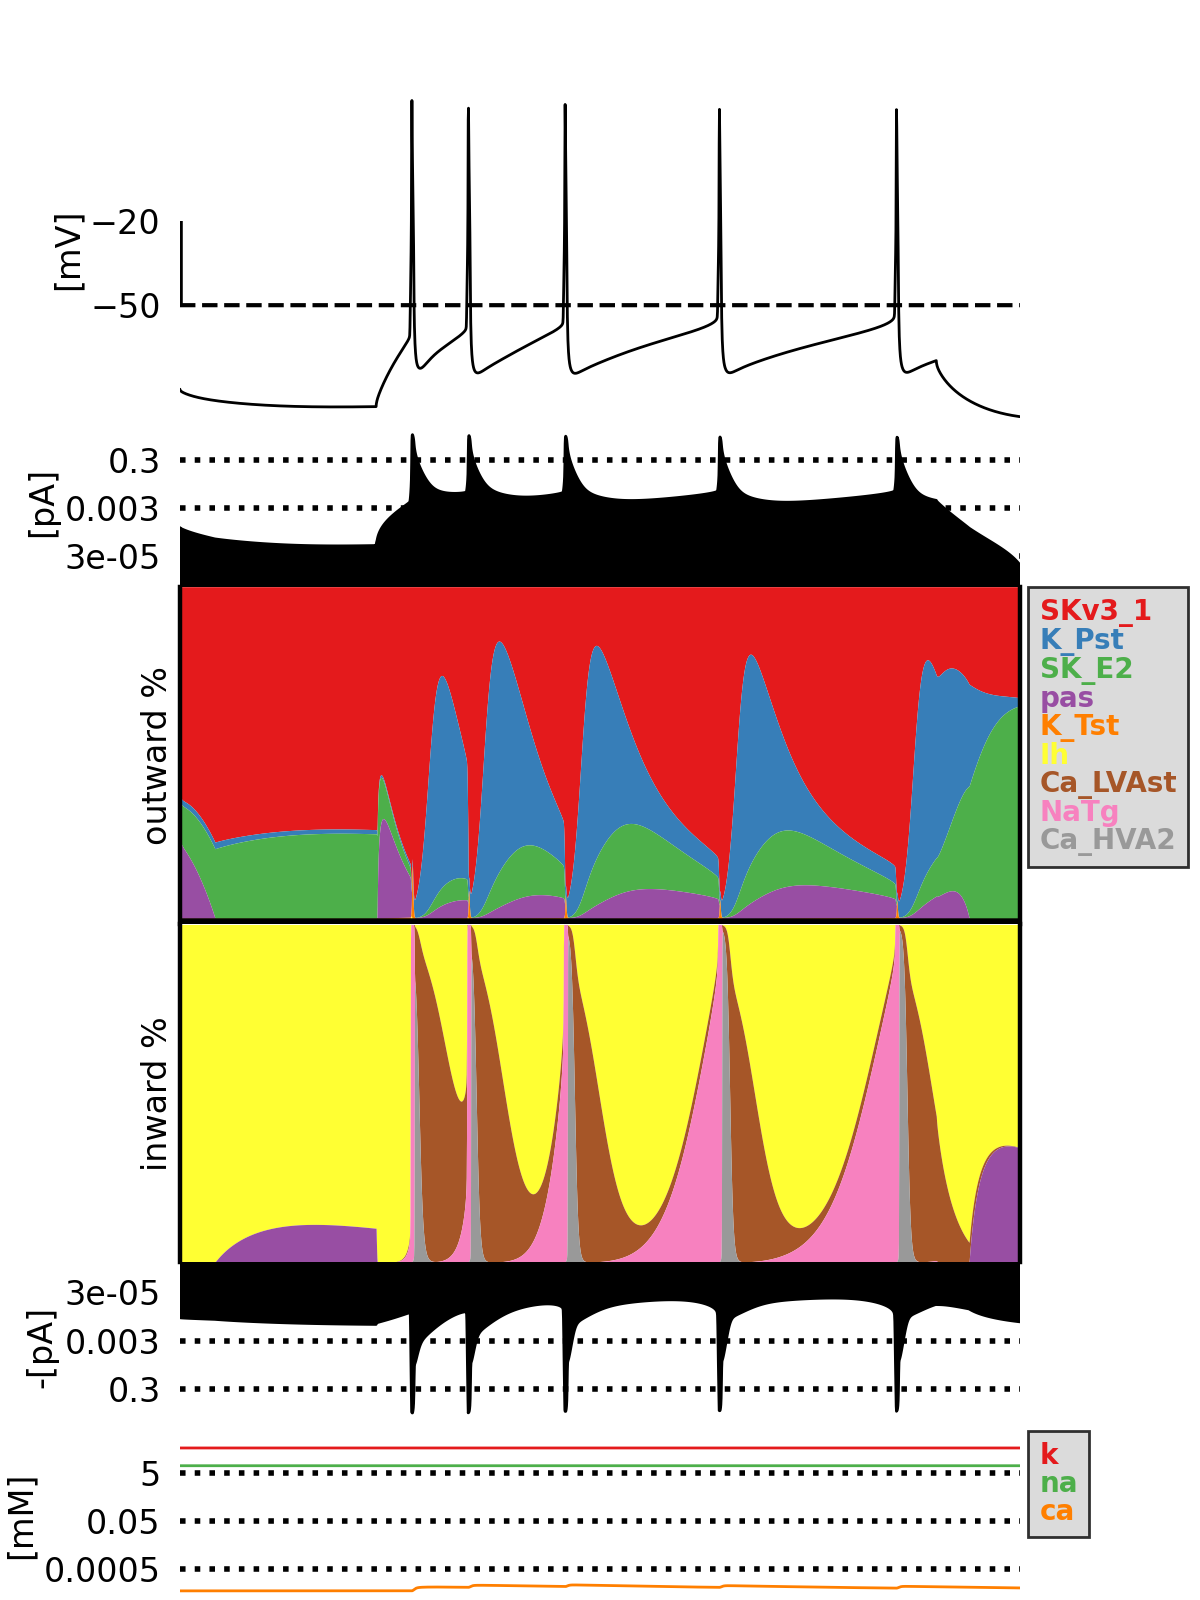 [mV]
−20
−50
[pA]
0.3
0.003
3e-05
outward %
SKv3_1
K_Pst
SK_E2
pas
K_Tst
Ih
Ca_LVAst
NaTg
Ca_HVA2
inward %
-[pA]
3e-05
0.003
0.3
[mM]
5
0.05
0.0005
k
na
ca